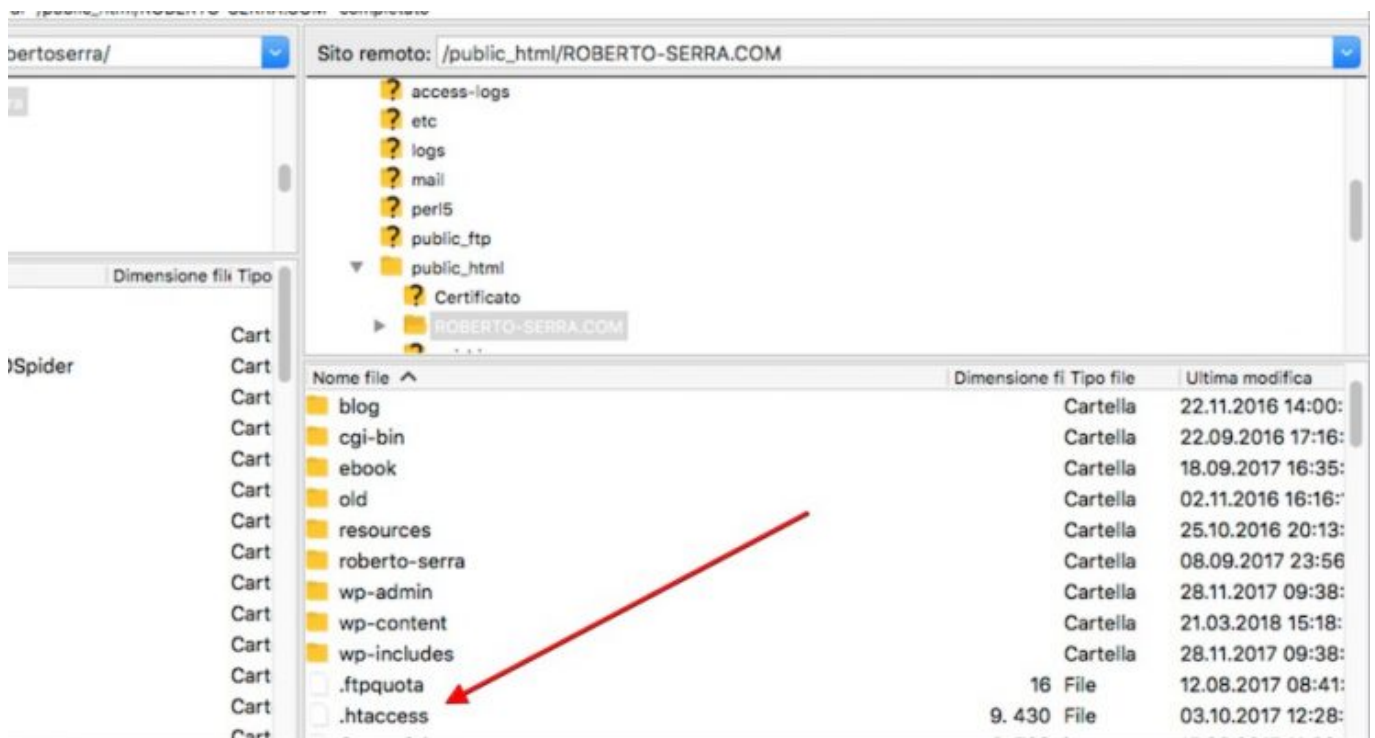 /public_html/ROBERTO-SERRA.COM" completato
bertoserra/
Sito remoto: /public_html/ROBERTO-SERRA.COM
access-logs
etc
logs
mail
perl5
public_ftp
public_html
Certificato
ROBERTO-SERRA.COM
Dimensione file Tipo
Cart
Spider Cart
Cart
Cart
Cart
Cart
Cart
Cart
Cart
Cart
Cart
Cart
Cart
Cart
Nome file Dimensione fi Tipo file Ultima modifica
blog Cartella 22.11.2016 14:00:
cgi-bin Cartella 22.09.2016 17:16:
ebook Cartella 18.09.2017 16:35:
old Cartella 02.11.2016 16:16:
resources Cartella 25.10.2016 20:13:
roberto-serra Cartella 08.09.2017 23:56
wp-admin Cartella 28.11.2017 09:38:
wp-content Cartella 21.03.2018 15:18:
wp-includes Cartella 28.11.2017 09:38:
.ftpquota 16 File 12.08.2017 08:41:
.htaccess 9. 430 File 03.10.2017 12:28: